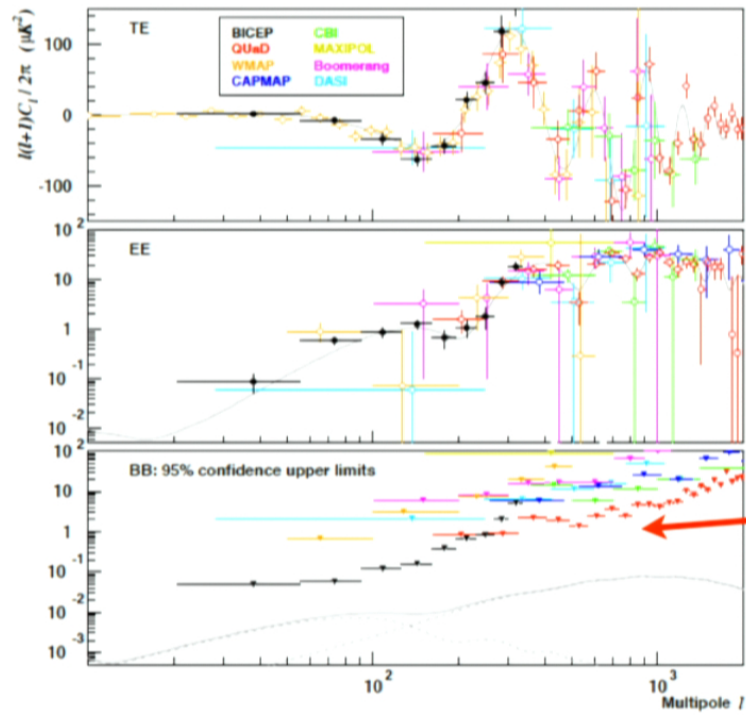 TE
BICEP
QUaD
WMAP
CAPMAP
CBI
MAXIPOL
Boomerang
DASI
l(l+1)C_l / 2π (μK²)
100
0
-100
EE
10²
10
1
10⁻¹
10⁻²
BB: 95% confidence upper limits
10²
10
1
10⁻¹
10⁻²
10⁻³
10²
10³
Multipole l